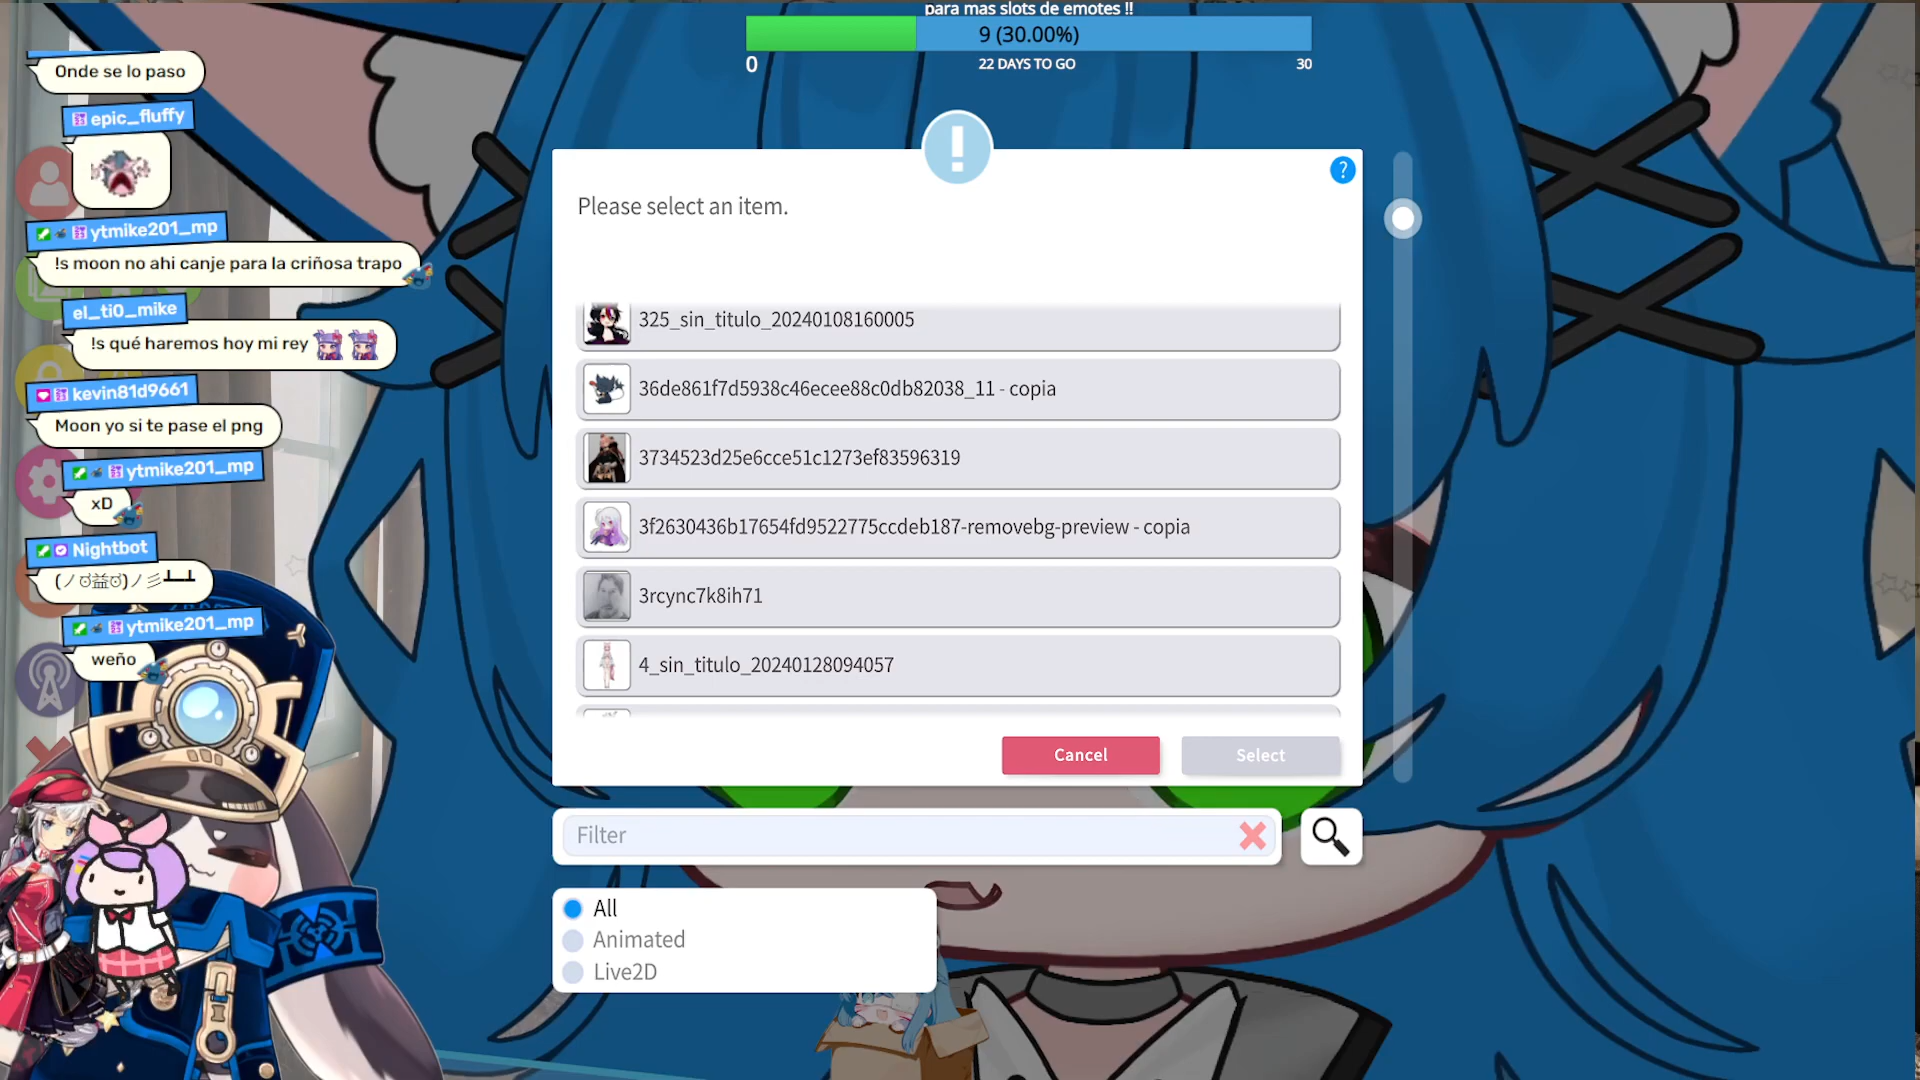 para mas slots de emotes !!
9 (30.00%)
0
22 DAYS TO GO
30
Onde se lo paso
epic_fluffy
ytmike201_mp
!s moon no ahi canje para la criñosa trapo
el_ti0_mike
!s qué haremos hoy mi rey
kevin81d9661
Moon yo si te pase el png
ytmike201_mp
xD
Nightbot
(ノಠ益ಠ)ノ彡┻━┻
ytmike201_mp
weño
?
Please select an item.
325_sin_titulo_20240108160005
36de861f7d5938c46ecee88c0db82038_11 - copia
3734523d25e6cce51c1273ef83596319
3f2630436b17654fd9522775ccdeb187-removebg-preview - copia
3rcync7k8ih71
4_sin_titulo_20240128094057
Cancel
Select
Filter
All
Animated
Live2D